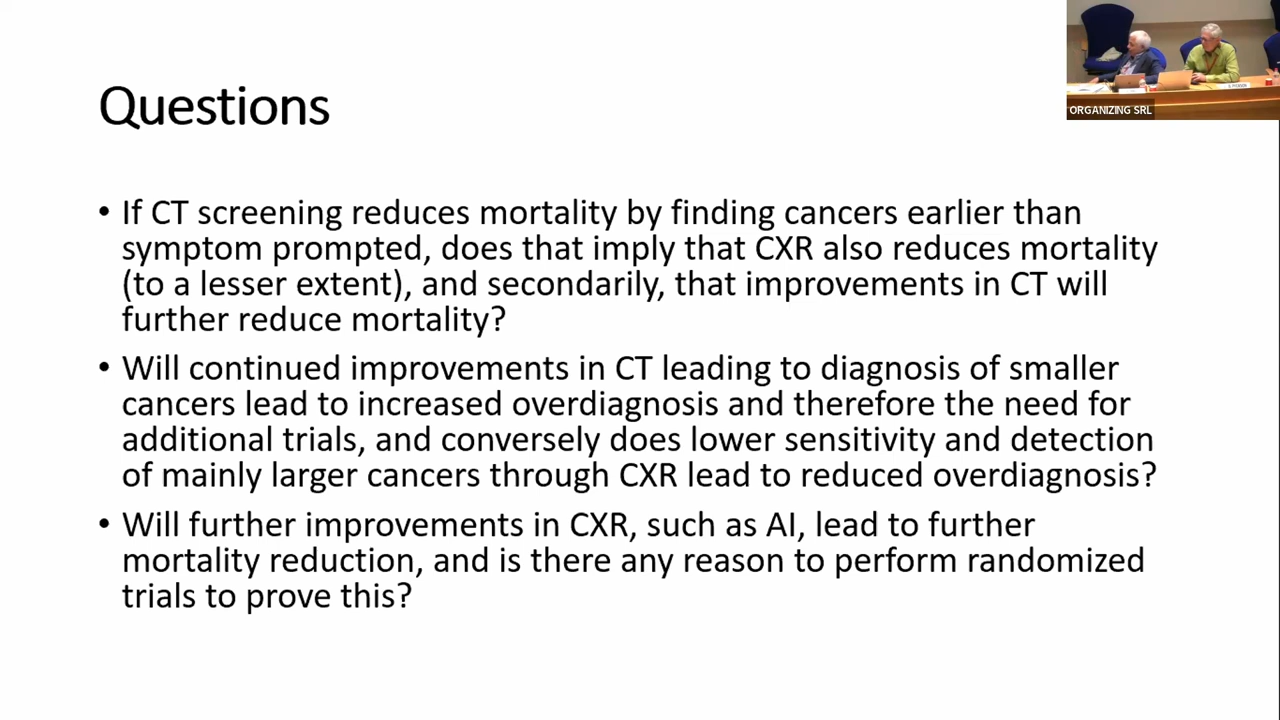 Questions
• If CT screening reduces mortality by finding cancers earlier than
symptom prompted, does that imply that CXR also reduces mortality
(to a lesser extent), and secondarily, that improvements in CT will
further reduce mortality?
• Will continued improvements in CT leading to diagnosis of smaller
cancers lead to increased overdiagnosis and therefore the need for
additional trials, and conversely does lower sensitivity and detection
of mainly larger cancers through CXR lead to reduced overdiagnosis?
• Will further improvements in CXR, such as AI, lead to further
mortality reduction, and is there any reason to perform randomized
trials to prove this?
ORGANIZING SRL